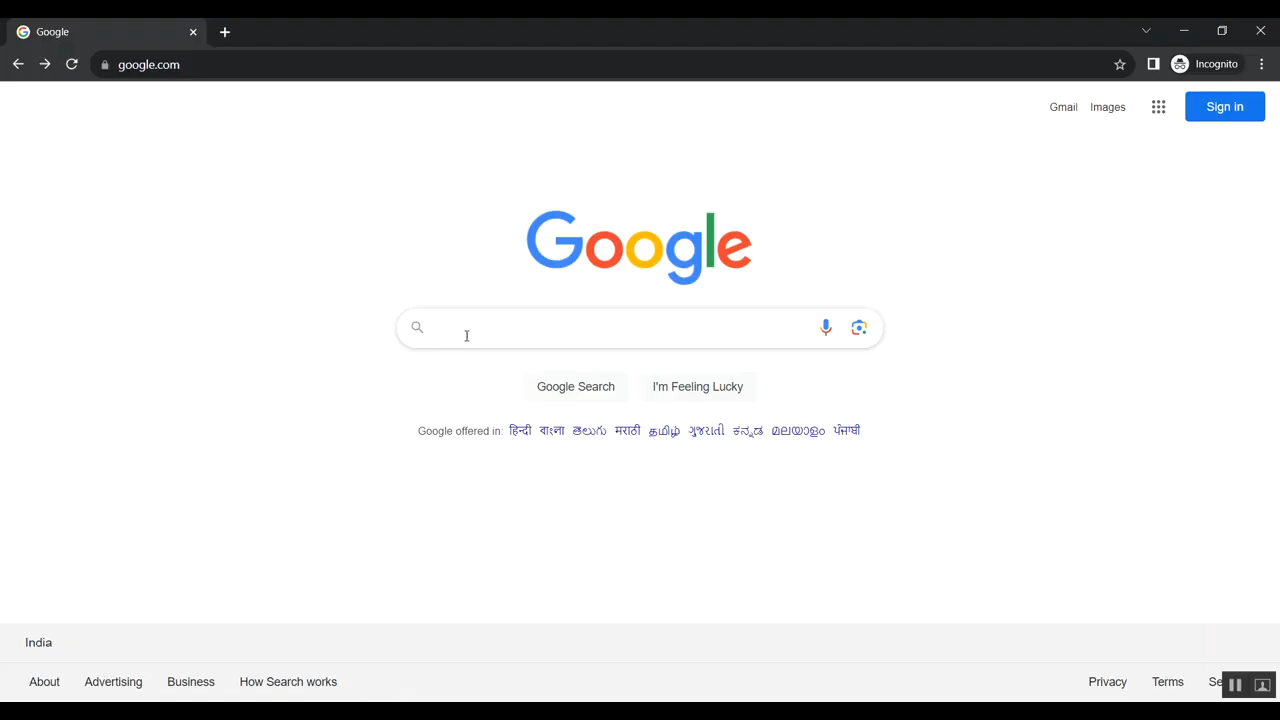 Google
google.com
Incognito
Gmail Images Sign in
Google
Google Search I'm Feeling Lucky
Google offered in: हिन्दी বাংলা తెలుగు मराठी தமிழ் ગુજરાતી ಕನ್ನಡ മലയാളം ਪੰਜਾਬੀ
India
About Advertising Business How Search works Privacy Terms